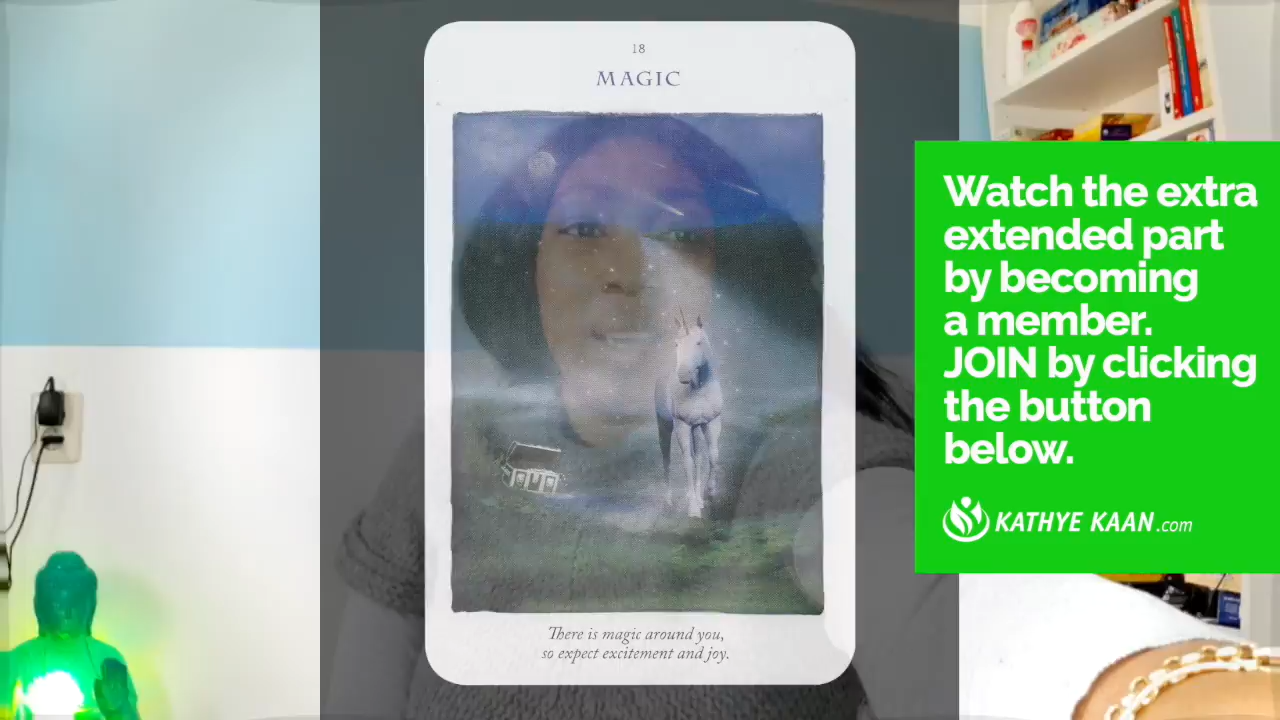 18
MAGIC
There is magic around you,
so expect excitement and joy.
Watch the extra
extended part
by becoming
a member.
JOIN by clicking
the button
below.
KATHYE KAAN.com